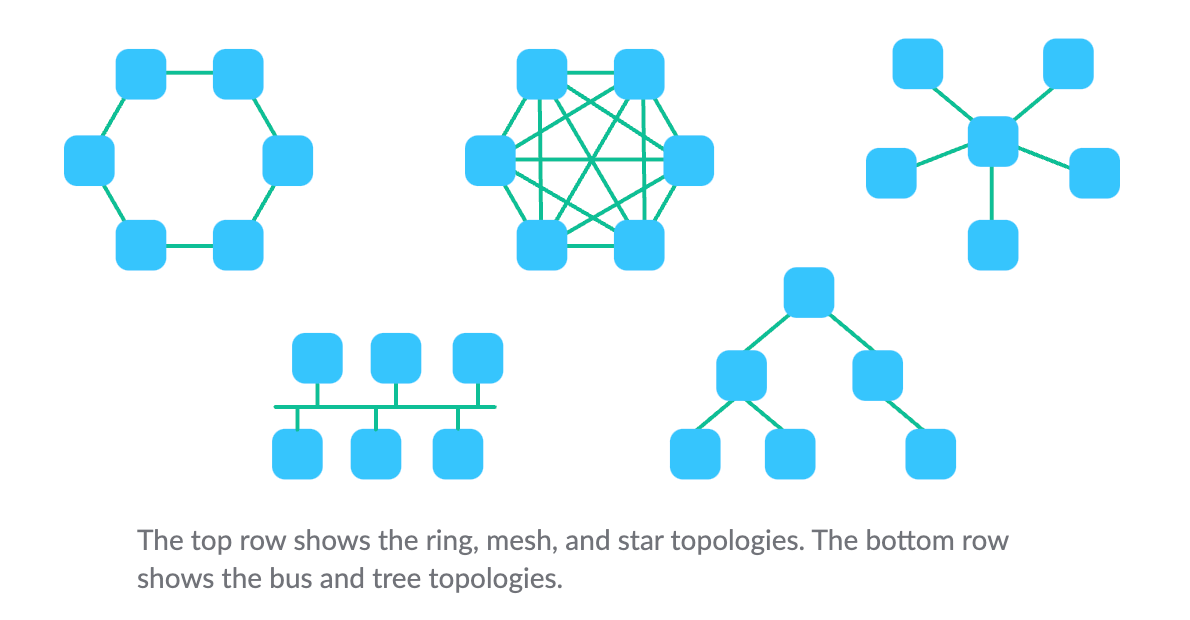 The top row shows the ring, mesh, and star topologies. The bottom row
shows the bus and tree topologies.